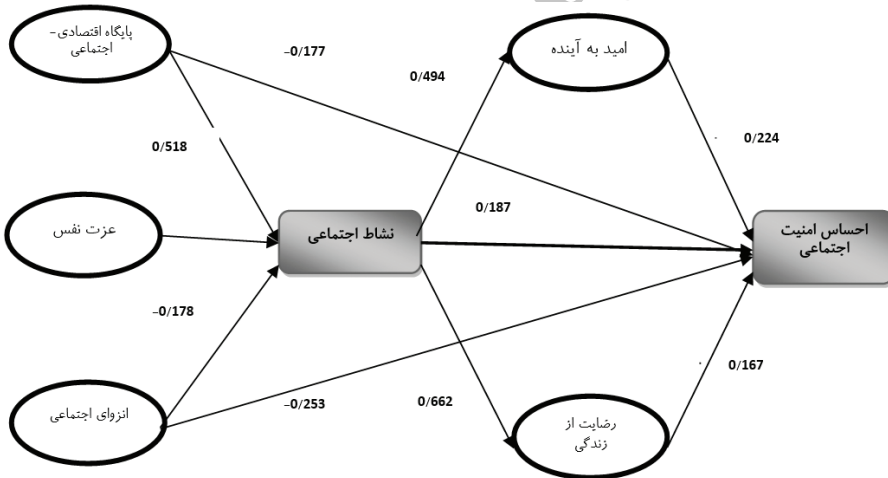 پایگاه اقتصادی-
اجتماعی
-0/177
0/494
امید به آینده
0/518
0/224
عزت نفس
نشاط اجتماعی
0/187
احساس امنیت
اجتماعی
-0/178
انزوای اجتماعی
-0/253
0/662
رضایت از
زندگی
0/167